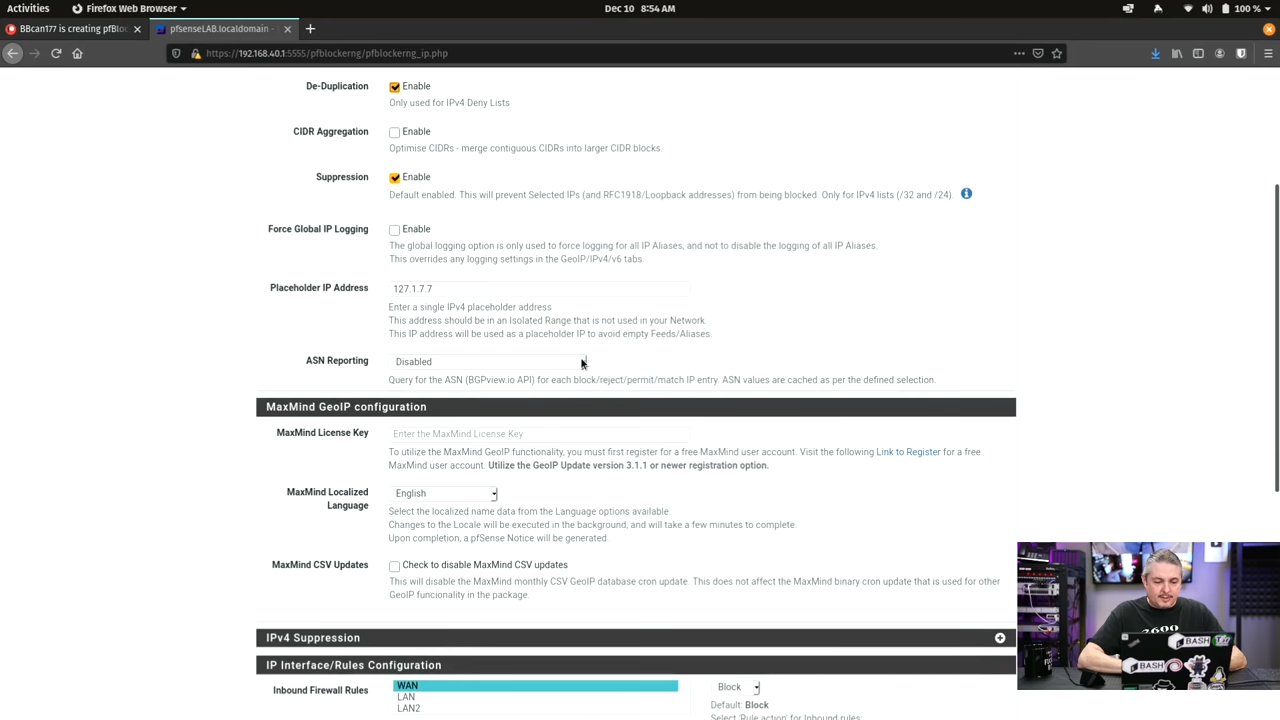 Activities
Firefox Web Browser
Dec 10 8:54 AM
100 %
BBcan177 is creating pfBloc
pfsenseLAB.localdomain -
https://192.168.40.1:5555/pfblockerng/pfblockerng_ip.php
De-Duplication
Enable
Only used for IPv4 Deny Lists
CIDR Aggregation
Enable
Optimise CIDRs - merge contiguous CIDRs into larger CIDR blocks.
Suppression
Enable
Default enabled. This will prevent Selected IPs (and RFC1918/Loopback addresses) from being blocked. Only for IPv4 lists (/32 and /24).
Force Global IP Logging
Enable
The global logging option is only used to force logging for all IP Aliases, and not to disable the logging of all IP Aliases.
This overrides any logging settings in the GeoIP/IPv4/v6 tabs.
Placeholder IP Address
127.1.7.7
Enter a single IPv4 placeholder address
This address should be in an Isolated Range that is not used in your Network.
This IP address will be used as a placeholder IP to avoid empty Feeds/Aliases.
ASN Reporting
Disabled
Query for the ASN (BGPview.io API) for each block/reject/permit/match IP entry. ASN values are cached as per the defined selection.
MaxMind GeoIP configuration
MaxMind License Key
Enter the MaxMind License Key
To utilize the MaxMind GeoIP functionality, you must first register for a free MaxMind user account. Visit the following Link to Register for a free
MaxMind user account. Utilize the GeoIP Update version 3.1.1 or newer registration option.
MaxMind Localized
Language
English
Select the localized name data from the Language options available.
Changes to the Locale will be executed in the background, and will take a few minutes to complete.
Upon completion, a pfSense Notice will be generated.
MaxMind CSV Updates
Check to disable MaxMind CSV updates
This will disable the MaxMind monthly CSV GeoIP database cron update. This does not affect the MaxMind binary cron update that is used for other
GeoIP funcionality in the package.
IPv4 Suppression
IP Interface/Rules Configuration
Inbound Firewall Rules
WAN
LAN
LAN2
Block
Default: Block
Select 'Rule action' for Inbound rules
2600
BASH
BASH